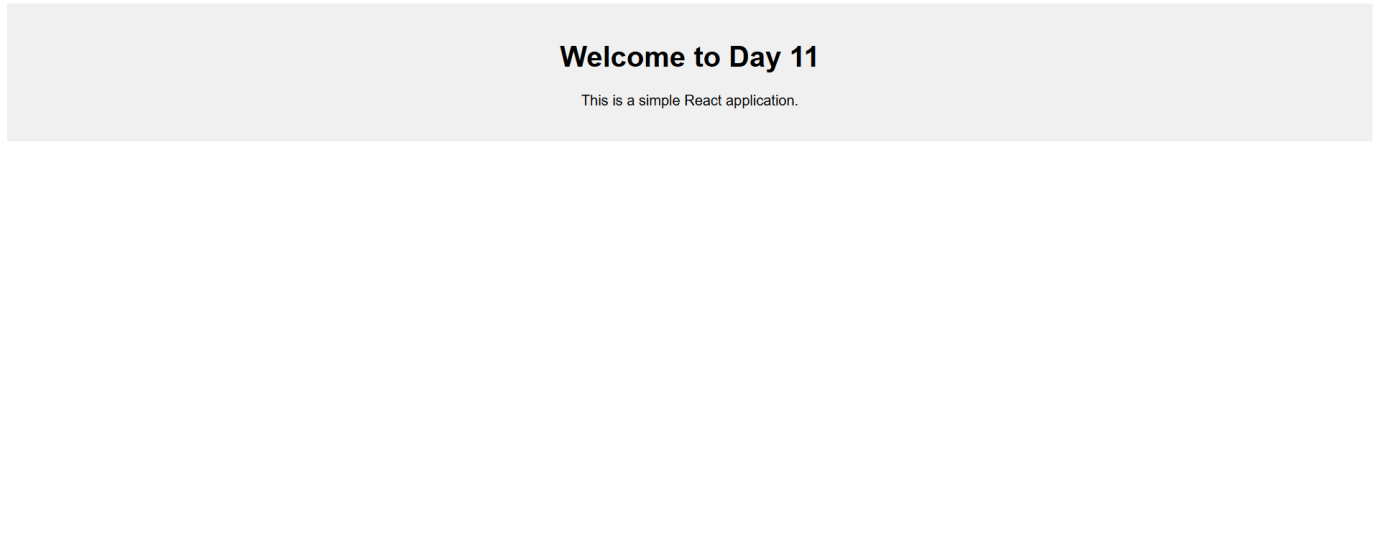 Welcome to Day 11
This is a simple React application.